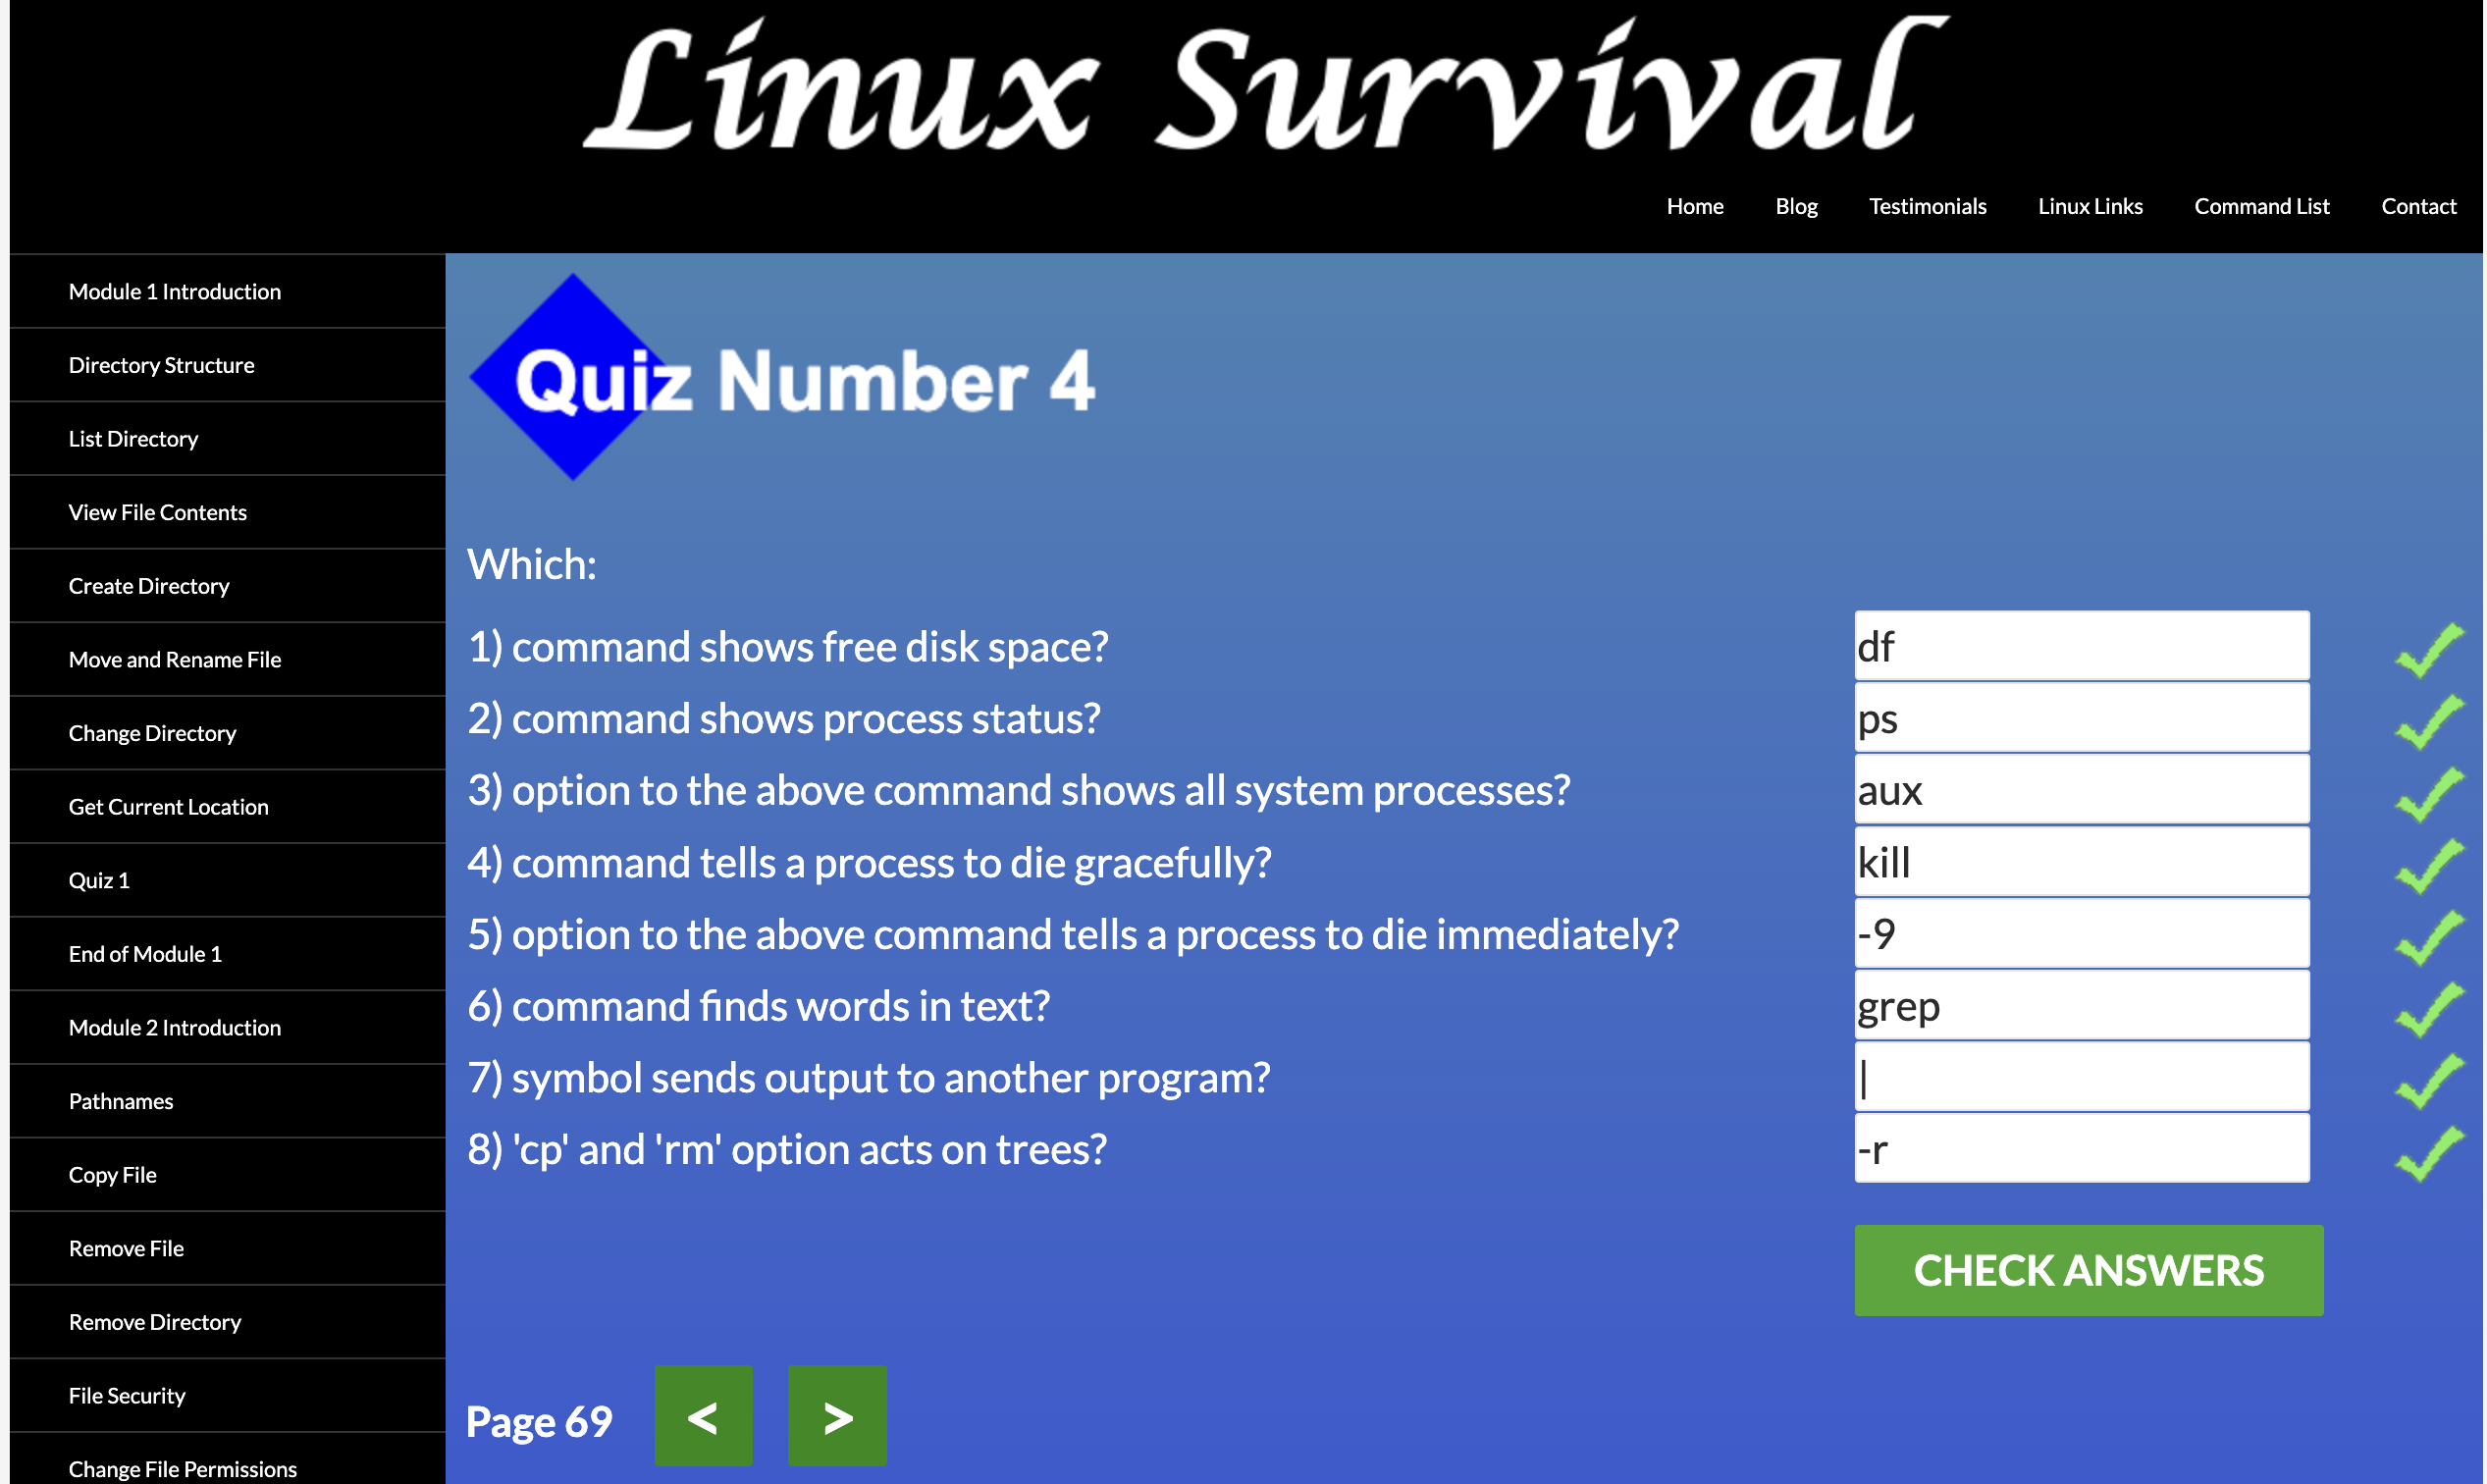 Linux Survival
Home Blog Testimonials Linux Links Command List Contact
Module 1 Introduction
Directory Structure
List Directory
View File Contents
Create Directory
Move and Rename File
Change Directory
Get Current Location
Quiz 1
End of Module 1
Module 2 Introduction
Pathnames
Copy File
Remove File
Remove Directory
File Security
Change File Permissions
Quiz Number 4
Which:
1) command shows free disk space? df
2) command shows process status? ps
3) option to the above command shows all system processes? aux
4) command tells a process to die gracefully? kill
5) option to the above command tells a process to die immediately? -9
6) command finds words in text? grep
7) symbol sends output to another program? |
8) 'cp' and 'rm' option acts on trees? -r
CHECK ANSWERS
Page 69 < >